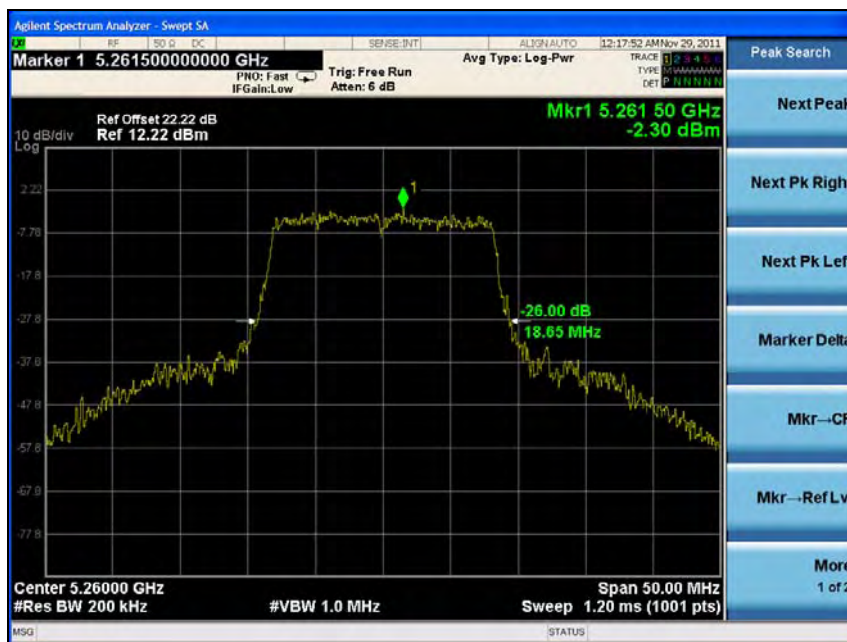 Agilent Spectrum Analyzer - Swept SA
RF 50 Ω DC SENSE:INT ALIGN AUTO 12:17:52 AM Nov 29, 2011
Marker 1 5.261500000000 GHz
PNO: Fast
IFGain:Low
Trig: Free Run
Atten: 6 dB
Avg Type: Log-Pwr
TRACE 1 2 3 4 5 6
TYPE
DET P N N N N N
Peak Search
Ref Offset 22.22 dB
Ref 12.22 dBm
10 dB/div
Log
Mkr1 5.261 50 GHz
-2.30 dBm
1
2.22
-7.78
-17.8
-27.8
-37.8
-47.8
-57.8
-67.8
-77.8
-26.00 dB
18.65 MHz
Center 5.26000 GHz
Span 50.00 MHz
#Res BW 200 kHz
#VBW 1.0 MHz
Sweep 1.20 ms (1001 pts)
MSG
STATUS
Next Peak
Next Pk Righ
Next Pk Lef
Marker Delta
Mkr→CF
Mkr→Ref Lv
More
1 of 2